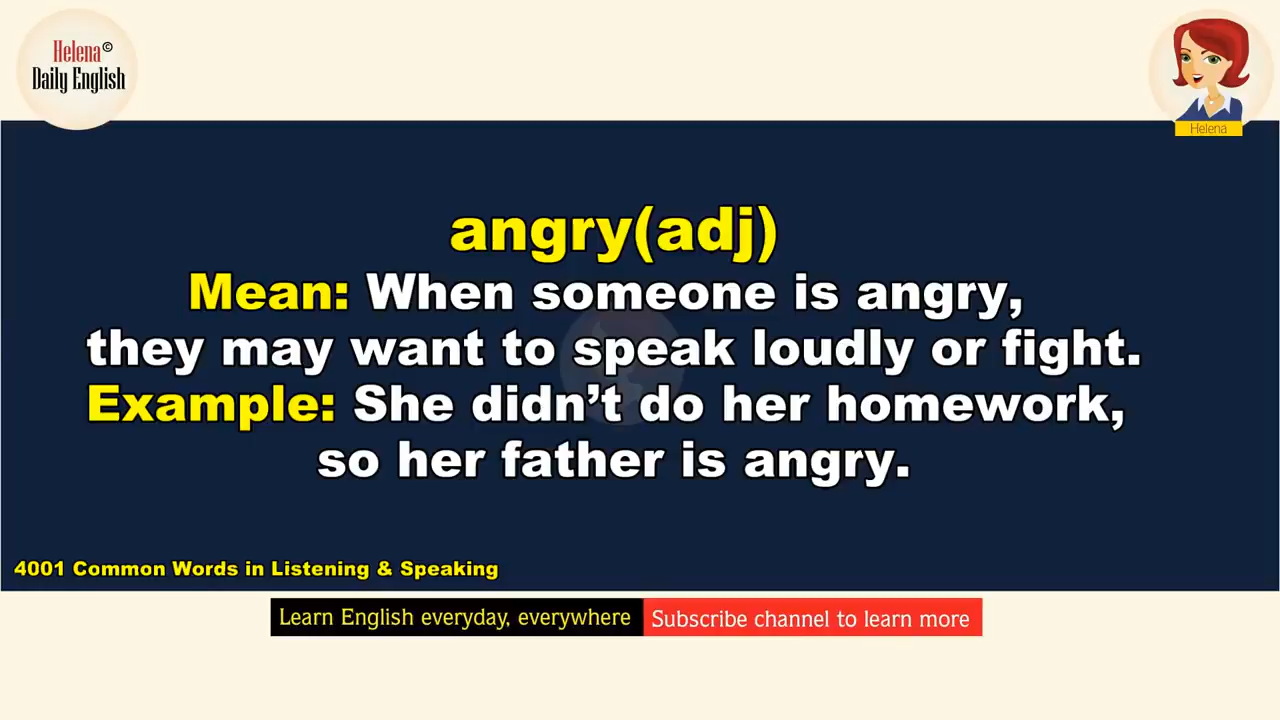 Helena©
Daily English
Helena
angry(adj)
Mean: When someone is angry,
they may want to speak loudly or fight.
Example: She didn’t do her homework,
so her father is angry.
4001 Common Words in Listening & Speaking
Learn English everyday, everywhere
Subscribe channel to learn more